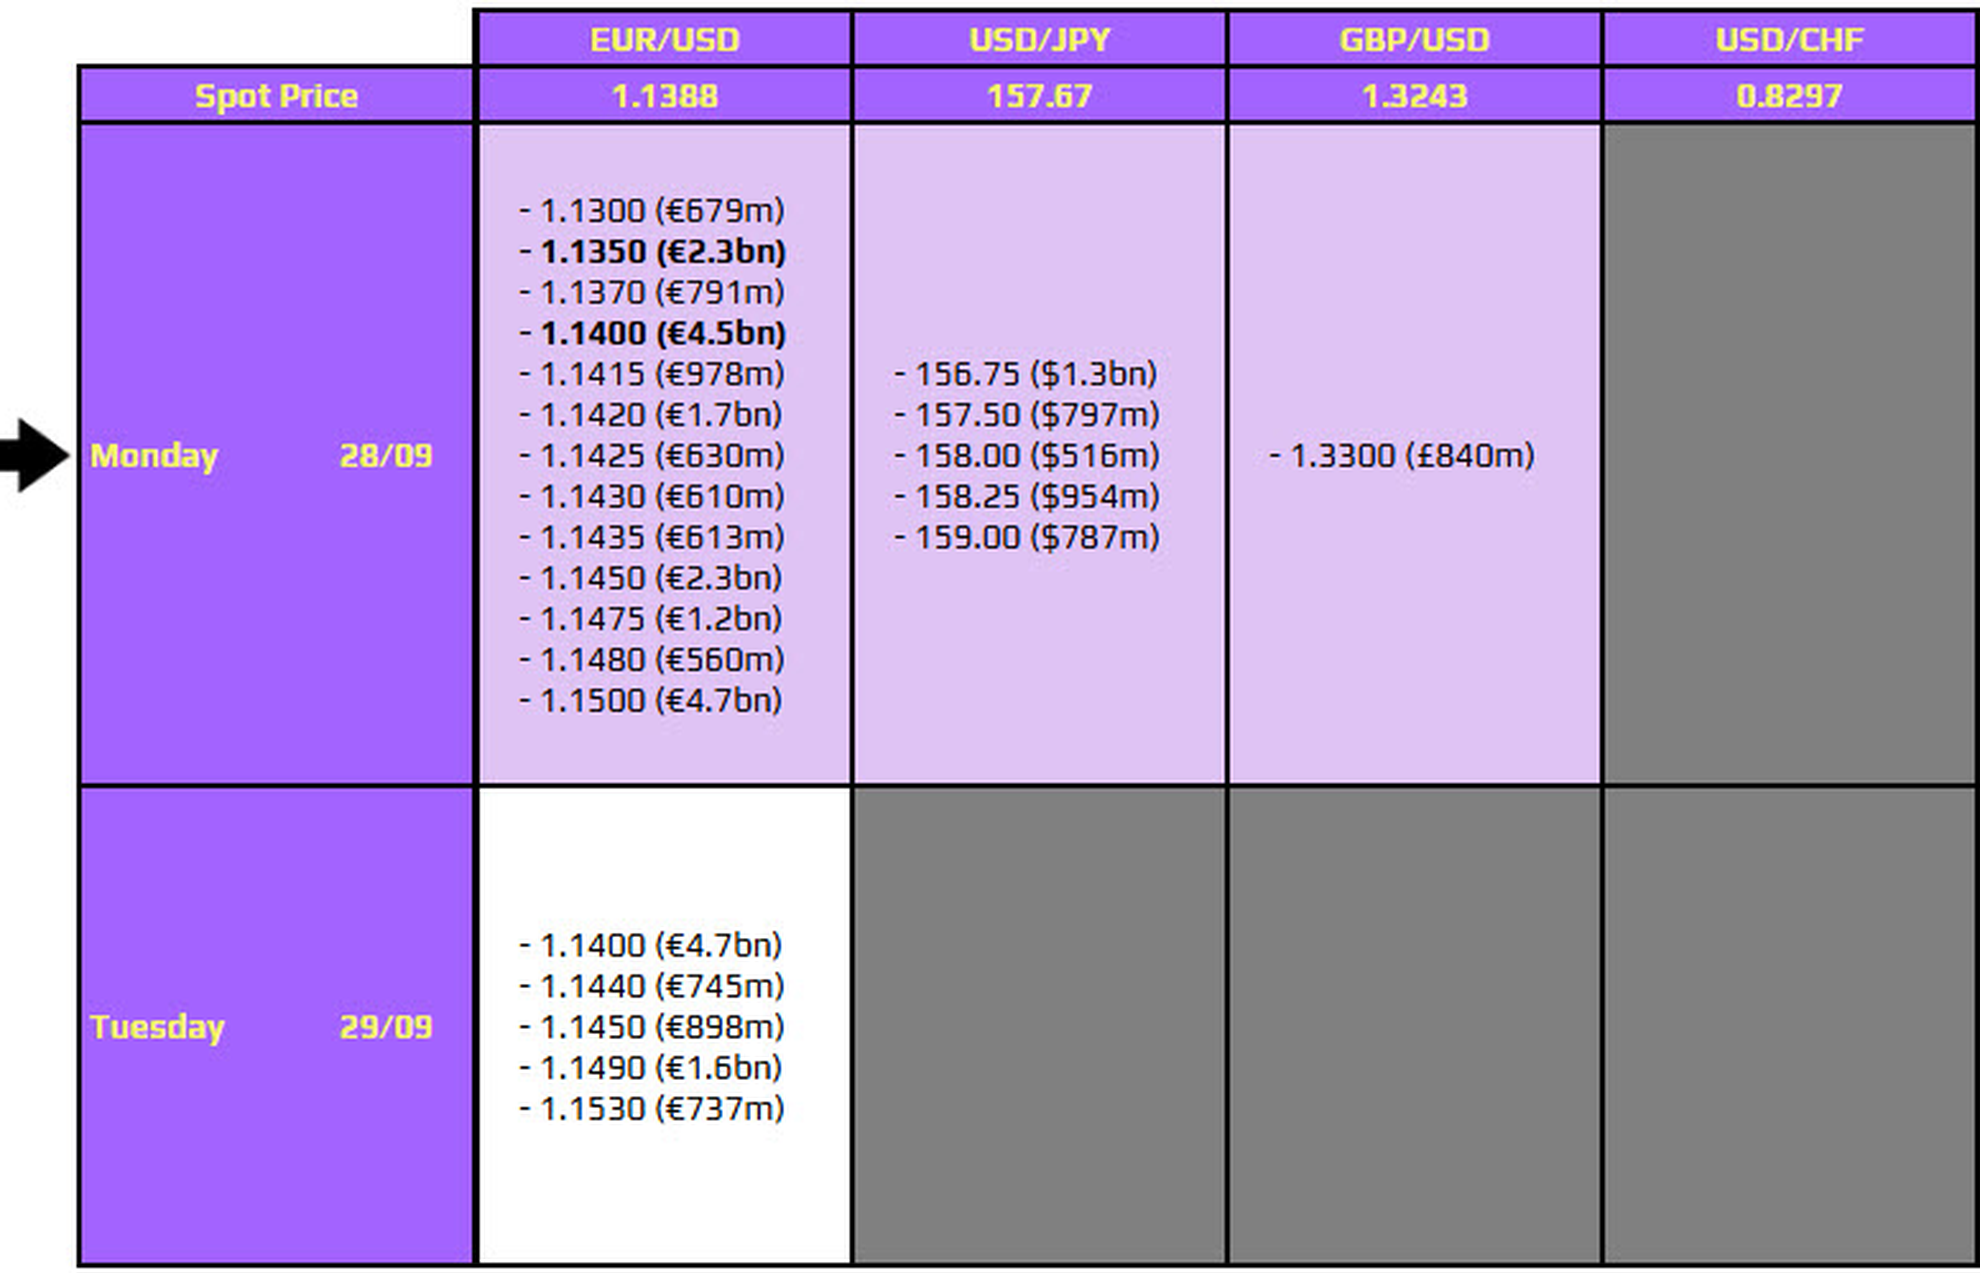 EUR/USD USD/JPY GBP/USD USD/CHF
Spot Price 1.1388 157.67 1.3243 0.8297
Monday 28/09
- 1.1300 (€679m)
- 1.1350 (€2.3bn)
- 1.1370 (€791m)
- 1.1400 (€4.5bn)
- 1.1415 (€978m)
- 1.1420 (€1.7bn)
- 1.1425 (€630m)
- 1.1430 (€610m)
- 1.1435 (€613m)
- 1.1450 (€2.3bn)
- 1.1475 (€1.2bn)
- 1.1480 (€560m)
- 1.1500 (€4.7bn)
- 156.75 ($1.3bn)
- 157.50 ($797m)
- 158.00 ($516m)
- 158.25 ($954m)
- 159.00 ($787m)
- 1.3300 (£840m)
Tuesday 29/09
- 1.1400 (€4.7bn)
- 1.1440 (€745m)
- 1.1450 (€898m)
- 1.1490 (€1.6bn)
- 1.1530 (€737m)